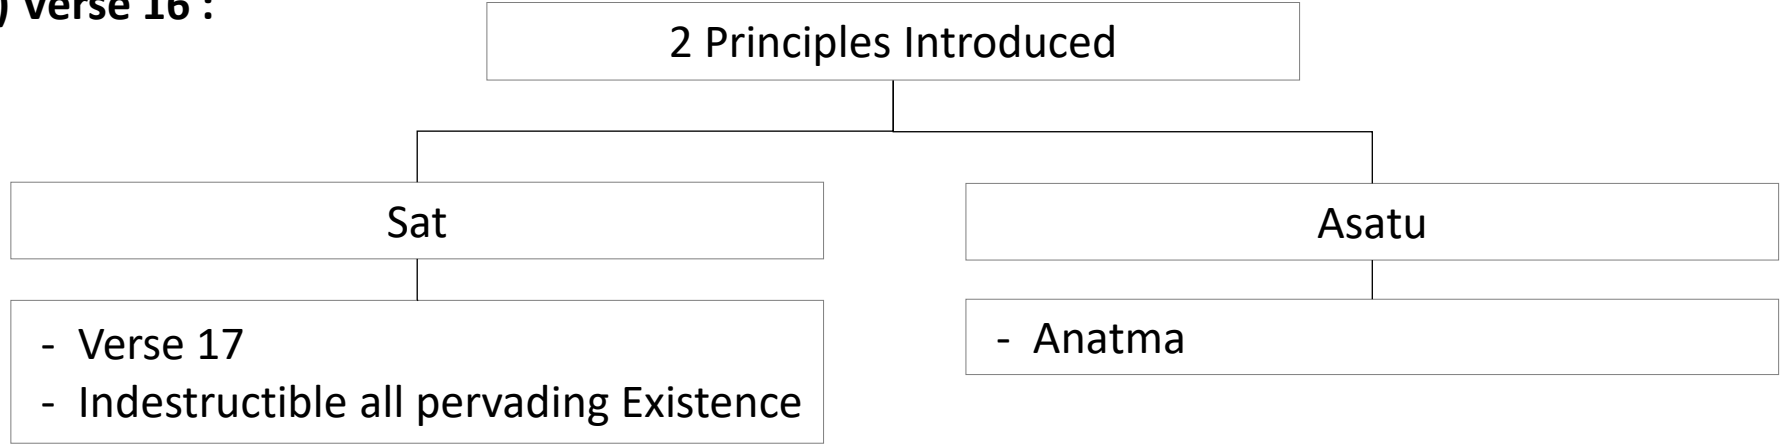 ) Verse 16 :
2 Principles Introduced
Sat
Asatu
- Verse 17
- Indestructible all pervading Existence
- Anatma